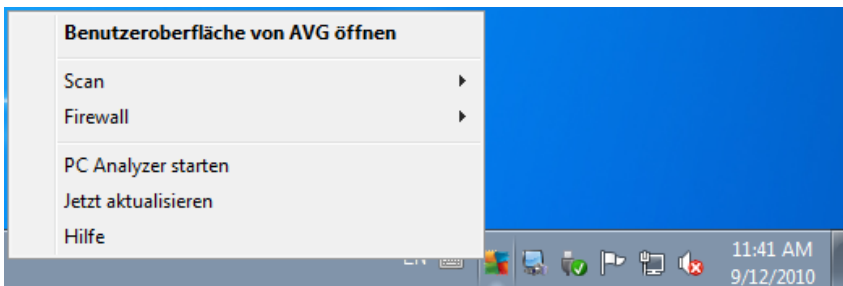 Benutzeroberfläche von AVG öffnen
Scan
Firewall
PC Analyzer starten
Jetzt aktualisieren
Hilfe
EN
11:41 AM
9/12/2010